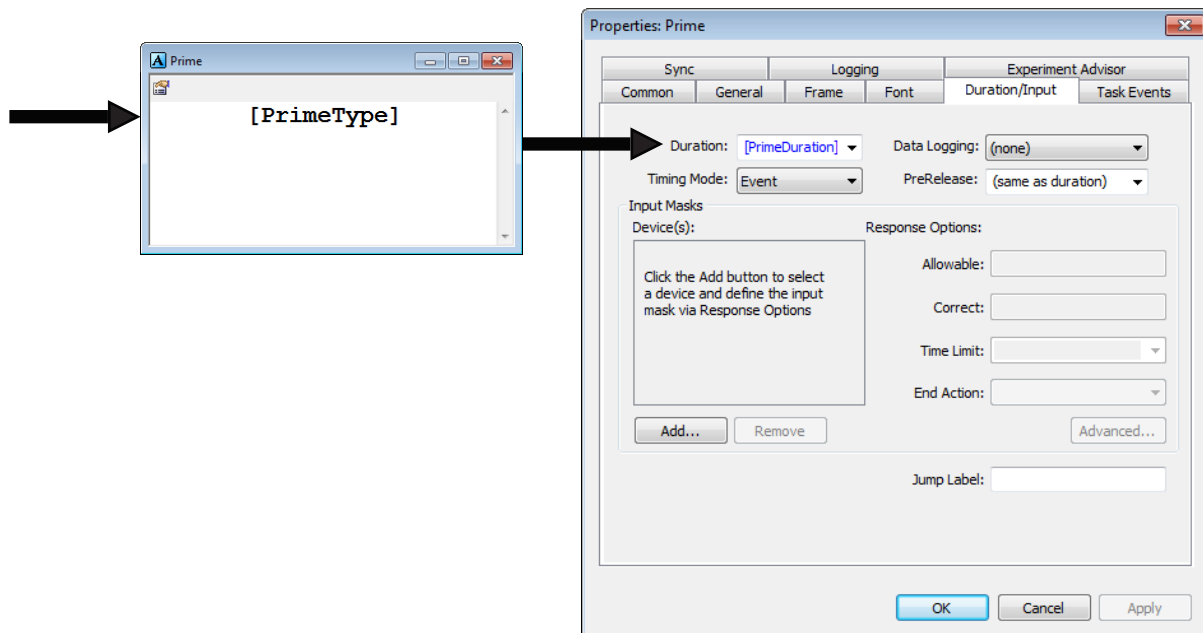 Prime
[PrimeType]
Properties: Prime
Sync Logging Experiment Advisor
Common General Frame Font Duration/Input Task Events
Duration: [PrimeDuration] Data Logging: (none)
Timing Mode: Event PreRelease: (same as duration)
Input Masks
Device(s): Response Options:
Click the Add button to select
a device and define the input
mask via Response Options
Allowable:
Correct:
Time Limit:
End Action:
Add... Remove Advanced...
Jump Label:
OK Cancel Apply